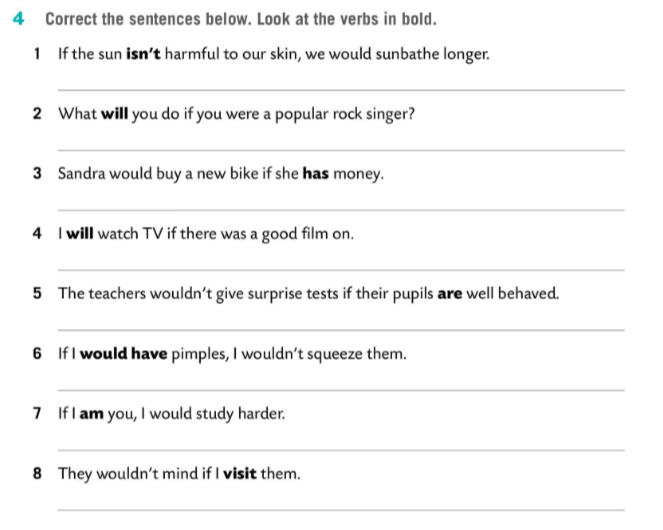 4 Correct the sentences below. Look at the verbs in bold.
1 If the sun isn't harmful to our skin, we would sunbathe longer.
2 What will you do if you were a popular rock singer?
3 Sandra would buy a new bike if she has money.
4 I will watch TV if there was a good film on.
5 The teachers wouldn't give surprise tests if their pupils are well behaved.
6 If I would have pimples, I wouldn't squeeze them.
7 If I am you, I would study harder.
8 They wouldn't mind if I visit them.